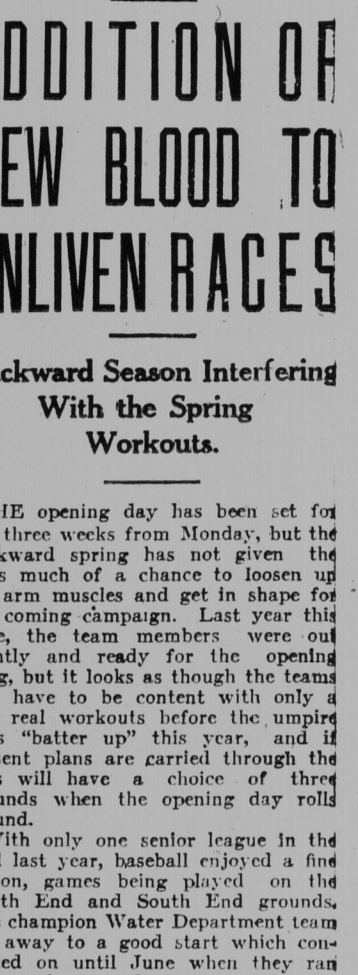 DDITION OF
EW BLOOD TO
NLIVEN RACES
ckward Season Interfering
With the Spring
Workouts.
HE opening day has been set for
three weeks from Monday, but the
kward spring has not given the
s much of a chance to loosen up
arm muscles and get in shape for
coming campaign. Last year this
e, the team members were out
ntly and ready for the opening
g, but it looks as though the teams
have to be content with only a
real workouts before the umpire
s "batter up" this year, and if
sent plans are carried through the
s will have a choice of three
unds when the opening day rolls
und.
ith only one senior league in the
l last year, baseball enjoyed a fine
on, games being played on the
th End and South End grounds.
champion Water Department team
away to a good start which con-
ed on until June when they ran